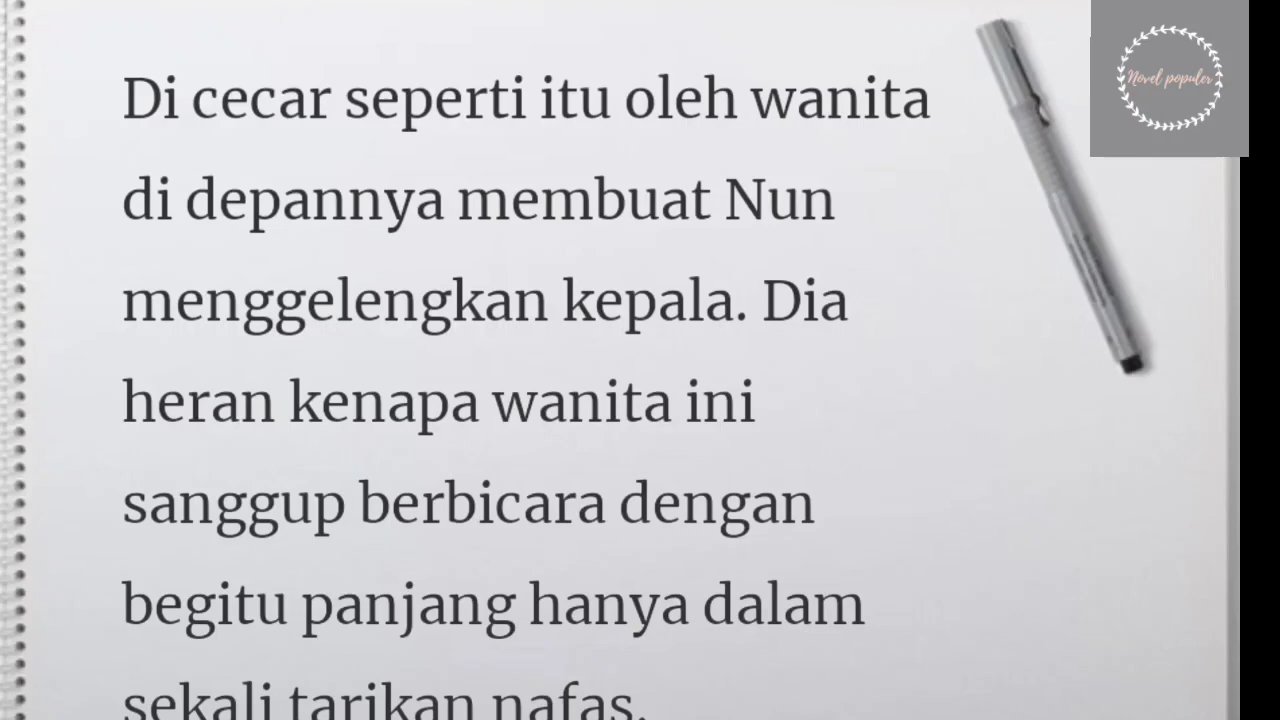 Di cecar seperti itu oleh wanita
di depannya membuat Nun
menggelengkan kepala. Dia
heran kenapa wanita ini
sanggup berbicara dengan
begitu panjang hanya dalam
sekali tarikan nafas.
Novel populer